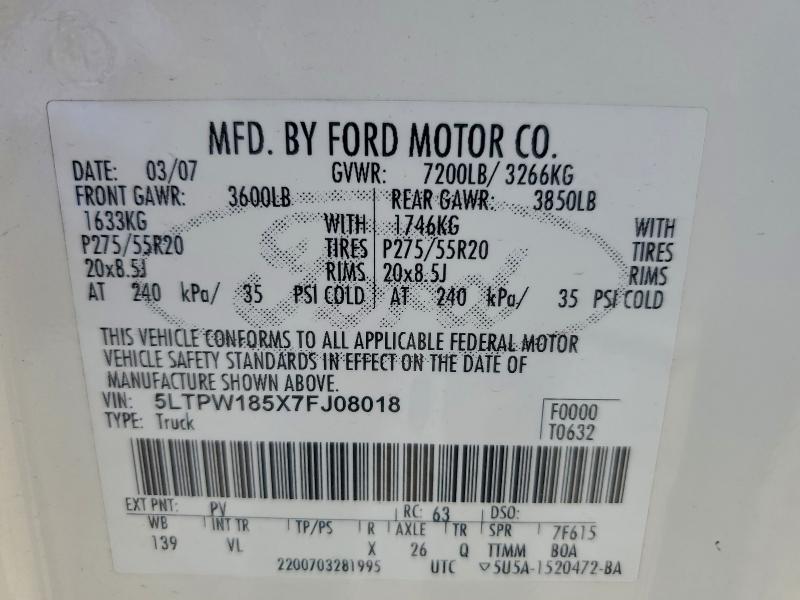 MFD. BY FORD MOTOR CO.
DATE: 03/07 GVWR: 7200LB/ 3266KG
FRONT GAWR: 3600LB REAR GAWR: 3850LB
1633KG WITH 1746KG WITH
P275/55R20 TIRES P275/55R20 TIRES
20x8.5J RIMS 20x8.5J RIMS
AT 240 kPa/ 35 PSI COLD AT 240 kPa/ 35 PSI COLD
THIS VEHICLE CONFORMS TO ALL APPLICABLE FEDERAL MOTOR
VEHICLE SAFETY STANDARDS IN EFFECT ON THE DATE OF
MANUFACTURE SHOWN ABOVE.
VIN: 5LTPW185X7FJ08018 F0000
TYPE: Truck T0632
EXT PNT: PV RC: 63 DSO:
WB INT TR TP/PS R AXLE TR SPR 7F615
139 VL X 26 Q TTMM BOA
2200703281995 UTC ▽5U5A-1520472-BA
Ford